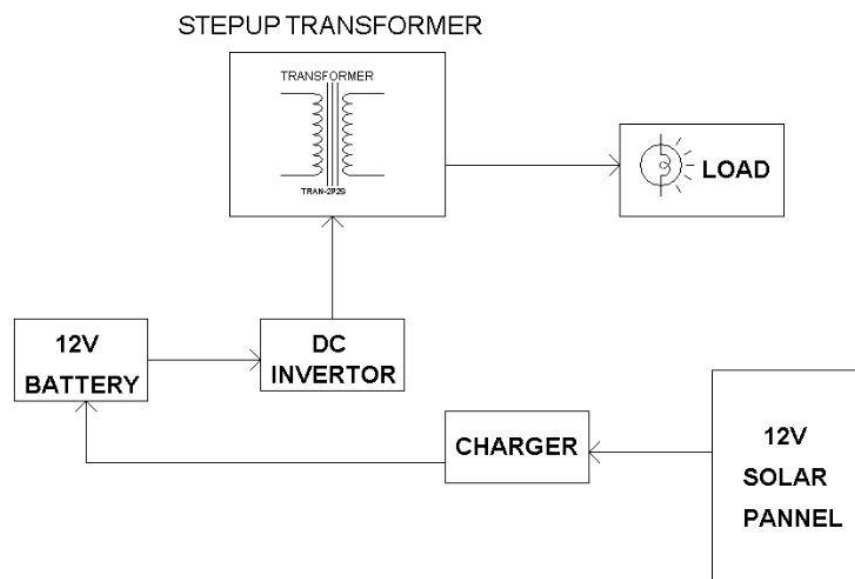 STEPUP TRANSFORMER
TRANSFORMER
TRAN-2P2S
LOAD
12V
BATTERY
DC
INVERTOR
CHARGER
12V
SOLAR
PANNEL